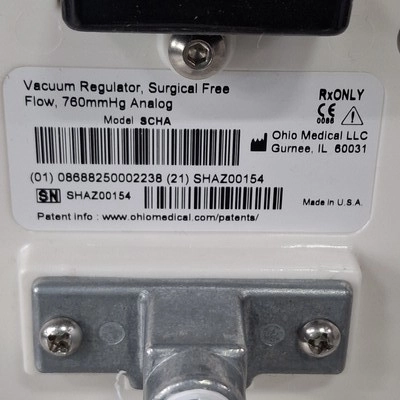 Vacuum Regulator, Surgical Free
Flow, 760mmHg Analog
Model SCHA
RxONLY
CE
0086
Ohio Medical LLC
Gurnee, IL 60031
(01) 08688250002238 (21) SHAZ00154
SN SHAZ00154
Made in U.S.A.
Patent info : www.ohiomedical.com/patents/